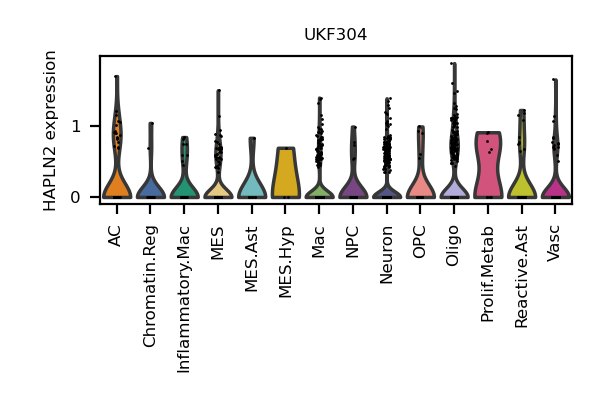 UKF304
HAPLN2 expression
1
0
AC
Chromatin.Reg
Inflammatory.Mac
MES
MES.Ast
MES.Hyp
Mac
NPC
Neuron
OPC
Oligo
Prolif.Metab
Reactive.Ast
Vasc